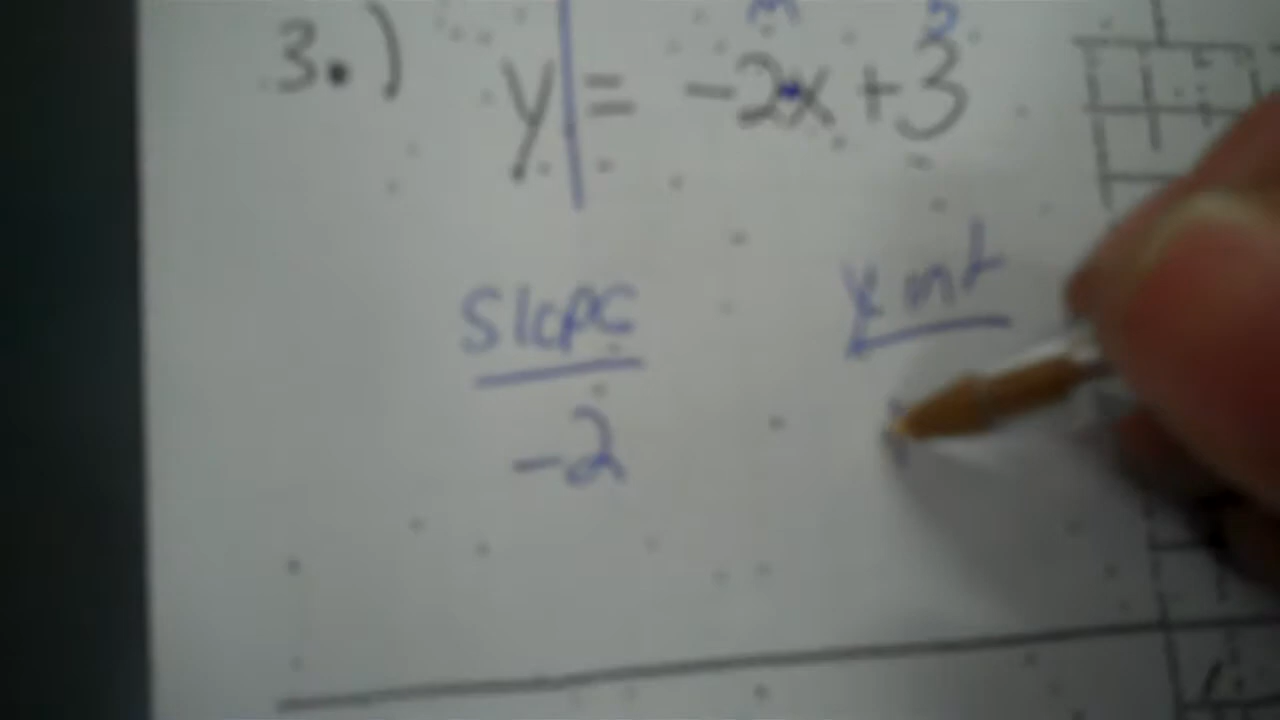 3.) y = -2x + 3
Slope y int
-2